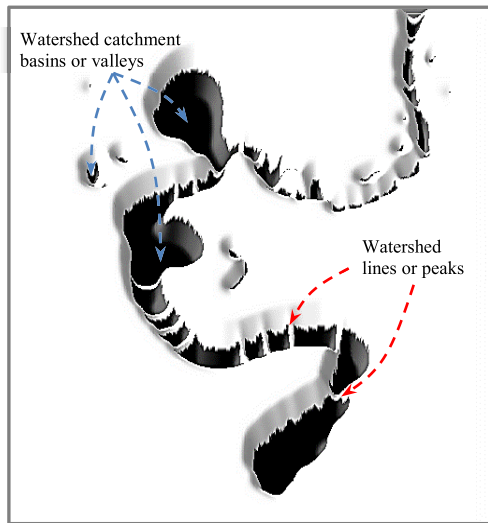 Watershed catchment
basins or valleys
Watershed
lines or peaks